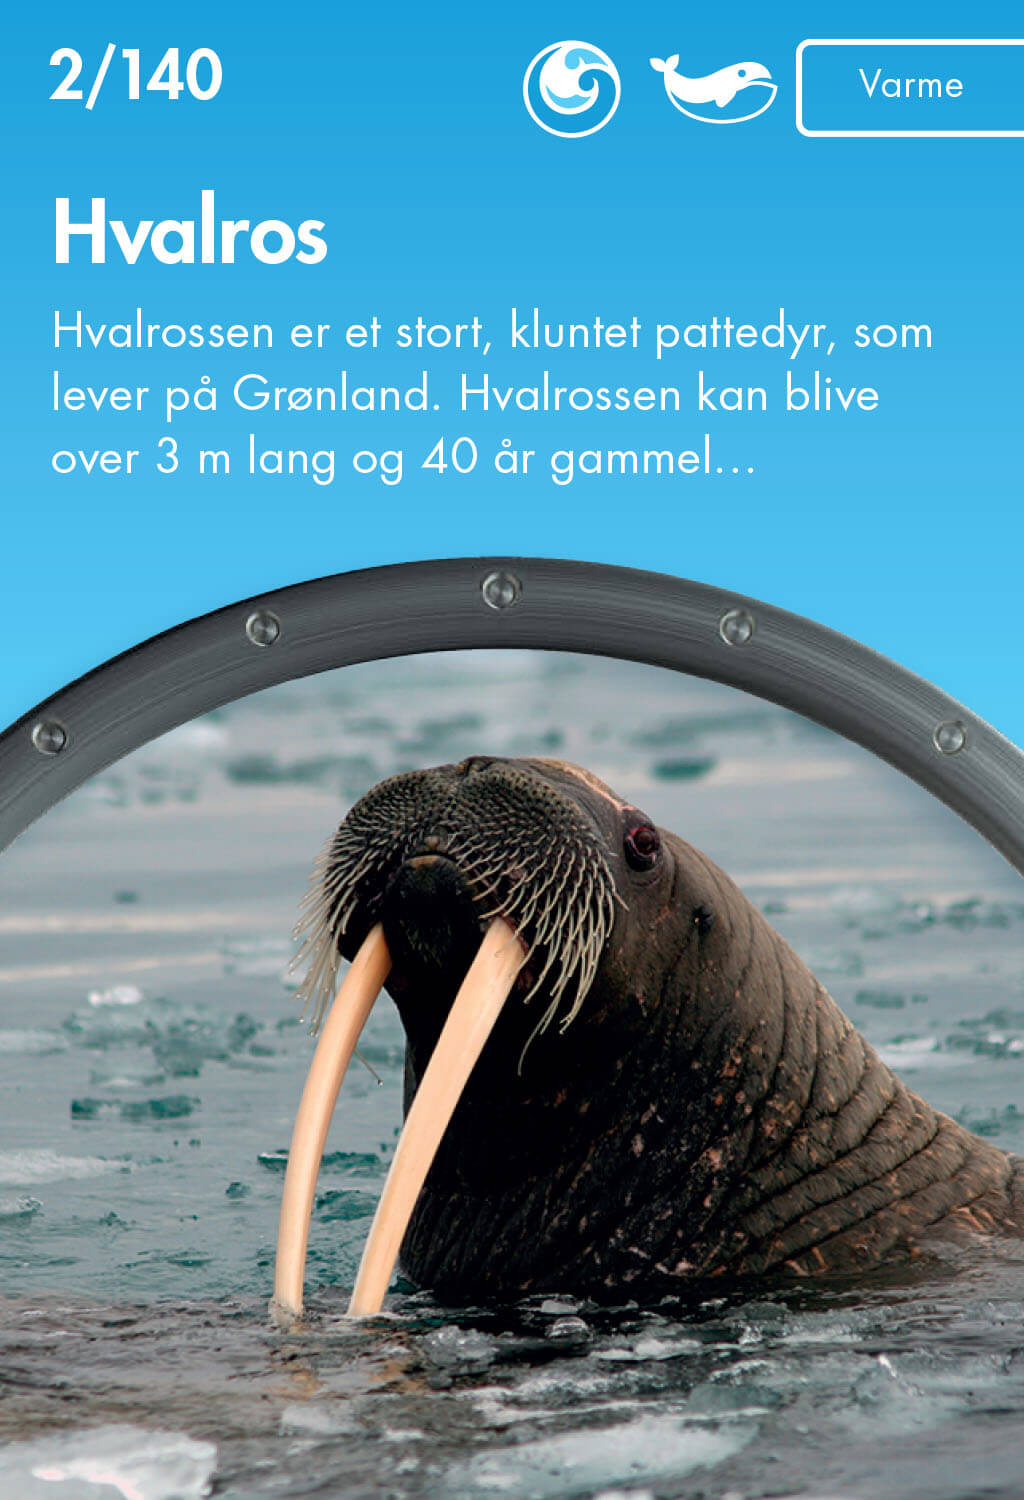 2/140
Varme
Hvalros
Hvalrossen er et stort, kluntet pattedyr, som
lever på Grønland. Hvalrossen kan blive
over 3 m lang og 40 år gammel...